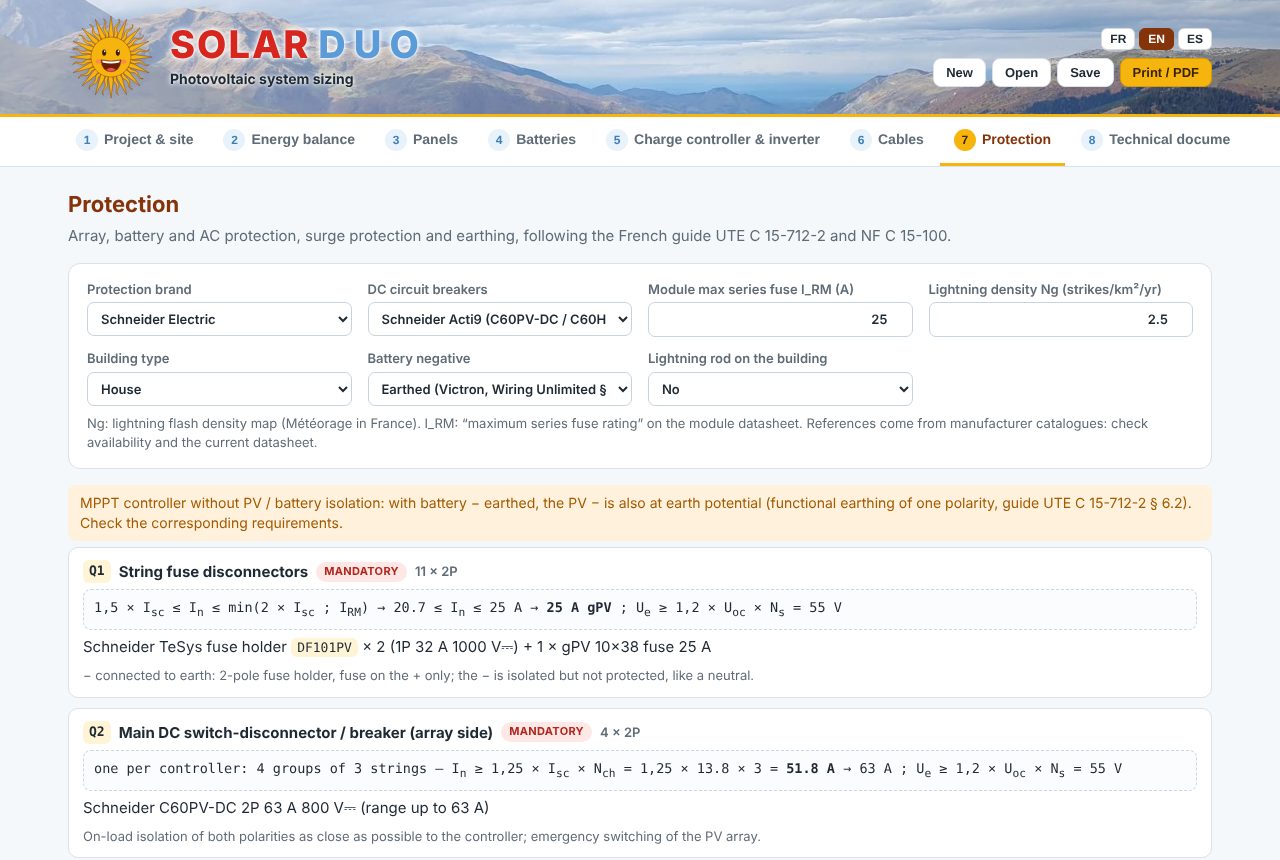 SOLAR DUO
Photovoltaic system sizing
FR EN ES
New Open Save Print / PDF
1 Project & site 2 Energy balance 3 Panels 4 Batteries 5 Charge controller & inverter 6 Cables 7 Protection 8 Technical docume
Protection
Array, battery and AC protection, surge protection and earthing, following the French guide UTE C 15-712-2 and NF C 15-100.
Protection brand DC circuit breakers Module max series fuse I_RM (A) Lightning density Ng (strikes/km²/yr)
Schneider Electric Schneider Acti9 (C60PV-DC / C60H 25 2.5
Building type Battery negative Lightning rod on the building
House Earthed (Victron, Wiring Unlimited § No
Ng: lightning flash density map (Météorage in France). I_RM: “maximum series fuse rating” on the module datasheet. References come from manufacturer catalogues: check
availability and the current datasheet.
MPPT controller without PV / battery isolation: with battery − earthed, the PV − is also at earth potential (functional earthing of one polarity, guide UTE C 15-712-2 § 6.2).
Check the corresponding requirements.
Q1 String fuse disconnectors MANDATORY 11 × 2P
1,5 × Isc ≤ In ≤ min(2 × Isc ; IRM) → 20.7 ≤ In ≤ 25 A → 25 A gPV ; Ue ≥ 1,2 × Uoc × Ns = 55 V
Schneider TeSys fuse holder DF101PV × 2 (1P 32 A 1000 V⎓) + 1 × gPV 10×38 fuse 25 A
− connected to earth: 2-pole fuse holder, fuse on the + only; the − is isolated but not protected, like a neutral.
Q2 Main DC switch-disconnector / breaker (array side) MANDATORY 4 × 2P
one per controller: 4 groups of 3 strings — In ≥ 1,25 × Isc × Nch = 1,25 × 13.8 × 3 = 51.8 A → 63 A ; Ue ≥ 1,2 × Uoc × Ns = 55 V
Schneider C60PV-DC 2P 63 A 800 V⎓ (range up to 63 A)
On-load isolation of both polarities as close as possible to the controller; emergency switching of the PV array.